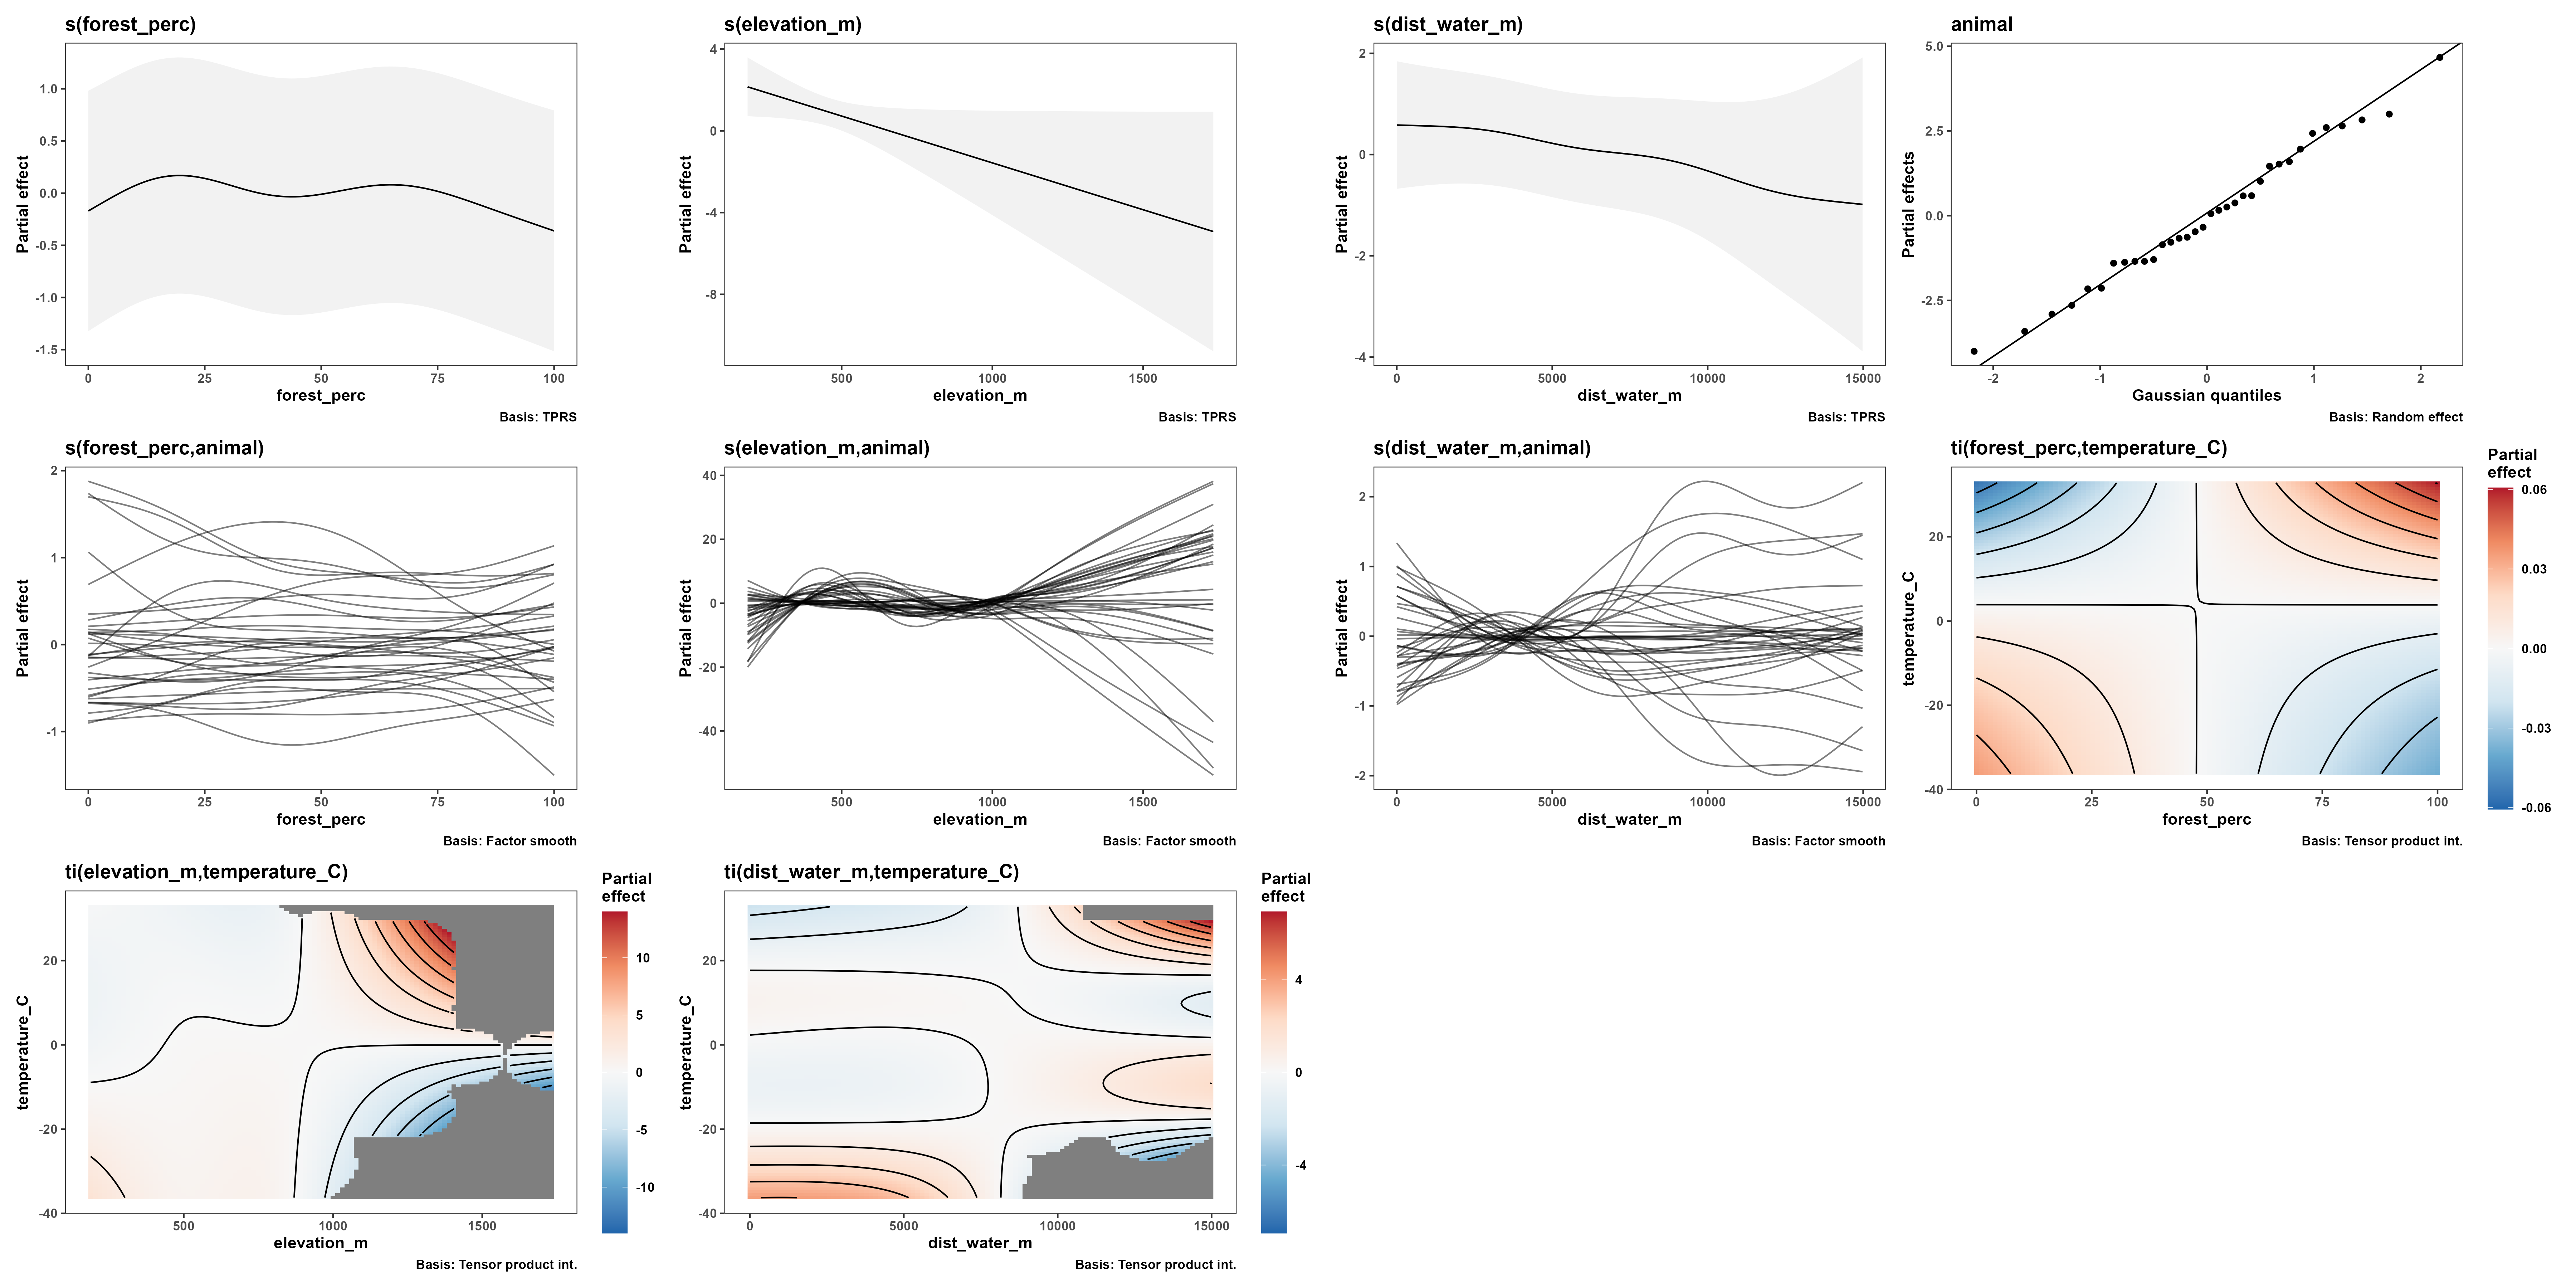 s(forest_perc)
Partial effect
1.0
0.5
0.0
-0.5
-1.0
-1.5
0 25 50 75 100
forest_perc
Basis: TPRS
s(elevation_m)
Partial effect
4
0
-4
-8
500 1000 1500
elevation_m
Basis: TPRS
s(dist_water_m)
Partial effect
2
0
-2
-4
0 5000 10000 15000
dist_water_m
Basis: TPRS
animal
Partial effects
5.0
2.5
0.0
-2.5
-2 -1 0 1 2
Gaussian quantiles
Basis: Random effect
s(forest_perc,animal)
Partial effect
2
1
0
-1
0 25 50 75 100
forest_perc
Basis: Factor smooth
s(elevation_m,animal)
Partial effect
40
20
0
-20
-40
500 1000 1500
elevation_m
Basis: Factor smooth
s(dist_water_m,animal)
Partial effect
2
1
0
-1
-2
0 5000 10000 15000
dist_water_m
Basis: Factor smooth
ti(forest_perc,temperature_C)
temperature_C
20
0
-20
-40
0 25 50 75 100
forest_perc
Basis: Tensor product int.
Partial
effect
0.06
0.03
0.00
-0.03
-0.06
ti(elevation_m,temperature_C)
temperature_C
20
0
-20
-40
500 1000 1500
elevation_m
Basis: Tensor product int.
Partial
effect
10
5
0
-5
-10
ti(dist_water_m,temperature_C)
temperature_C
20
0
-20
-40
0 5000 10000 15000
dist_water_m
Basis: Tensor product int.
Partial
effect
4
0
-4